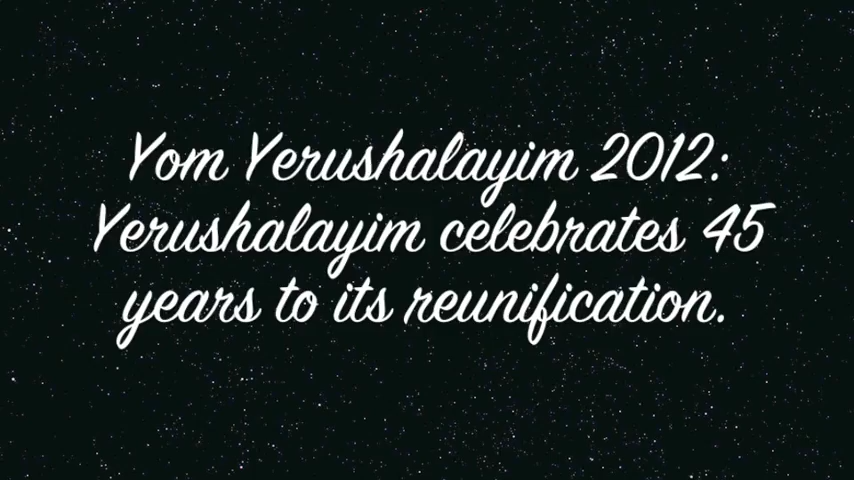 Yom Yerushalayim 2012:
Yerushalayim celebrates 45
years to its reunification.